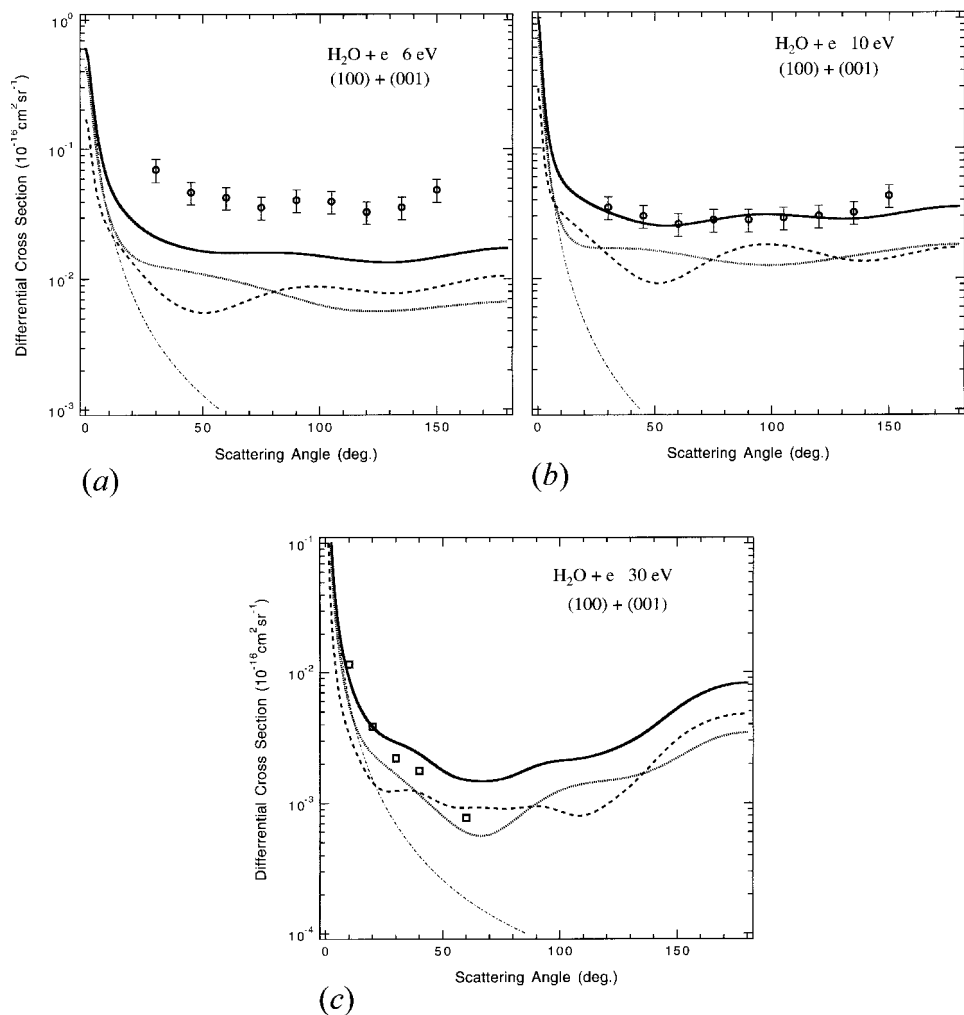 10⁰
10⁻¹
10⁻²
10⁻³
Differrential Cross Section (10⁻¹⁶cm²sr⁻¹)
H₂O + e 6 eV
(100) + (001)
0
50
100
150
Scattering Angle (deg.)
(a)
H₂O + e 10 eV
(100) + (001)
0
50
100
150
Scattering Angle (deg.)
(b)
10⁻¹
10⁻²
10⁻³
10⁻⁴
Differrential Cross Section (10⁻¹⁶cm²sr⁻¹)
H₂O + e 30 eV
(100) + (001)
0
50
100
150
Scattering Angle (deg.)
(c)